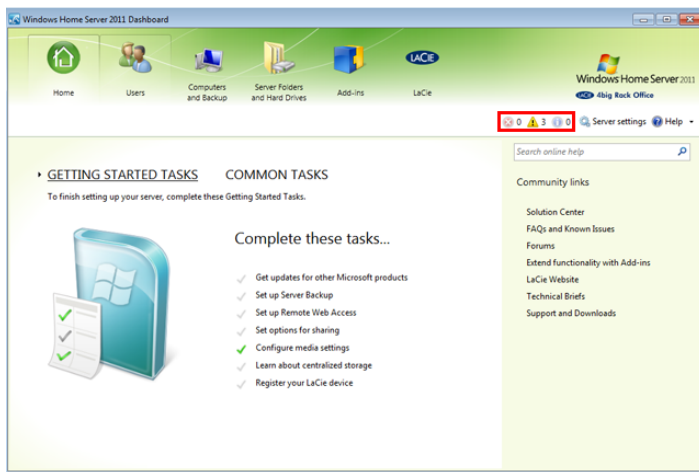 Windows Home Server 2011 Dashboard
Home
Users
Computers
and Backup
Server Folders
and Hard Drives
Add-ins
LACIE
LaCie
Windows Home Server 2011
LACIE 4big Rack Office
0 3 0 Server settings Help
Search online help
GETTING STARTED TASKS COMMON TASKS
To finish setting up your server, complete these Getting Started Tasks.
Complete these tasks...
Get updates for other Microsoft products
Set up Server Backup
Set up Remote Web Access
Set options for sharing
Configure media settings
Learn about centralized storage
Register your LaCie device
Community links
Solution Center
FAQs and Known Issues
Forums
Extend functionality with Add-ins
LaCie Website
Technical Briefs
Support and Downloads